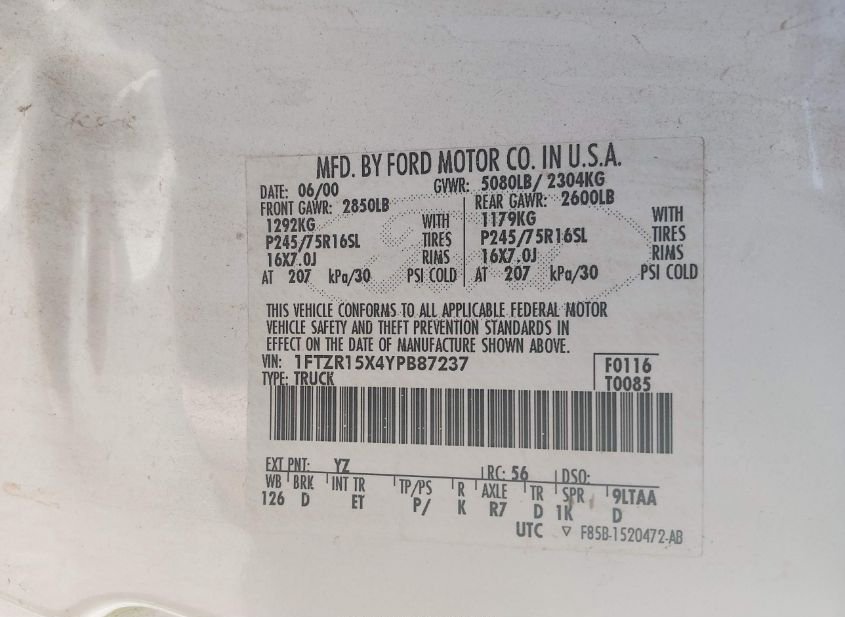 MFD. BY FORD MOTOR CO. IN U.S.A.
DATE: 06/00 GVWR: 5080LB/ 2304KG
FRONT GAWR: 2850LB REAR GAWR: 2600LB
1292KG WITH 1179KG WITH
P245/75R16SL TIRES P245/75R16SL TIRES
16X7.0J RIMS 16X7.0J RIMS
AT 207 kPa/30 PSI COLD AT 207 kPa/30 PSI COLD
THIS VEHICLE CONFORMS TO ALL APPLICABLE FEDERAL MOTOR
VEHICLE SAFETY AND THEFT PREVENTION STANDARDS IN
EFFECT ON THE DATE OF MANUFACTURE SHOWN ABOVE.
VIN: 1FTZR15X4YPB87237 F0116
TYPE: TRUCK T0085
EXT PNT: YZ RC: 56 DSO:
WB BRK INT TR TP/PS R AXLE TR SPR 9LTAA
126 D ET P/ K R7 D 1K D
UTC F85B-1520472-AB